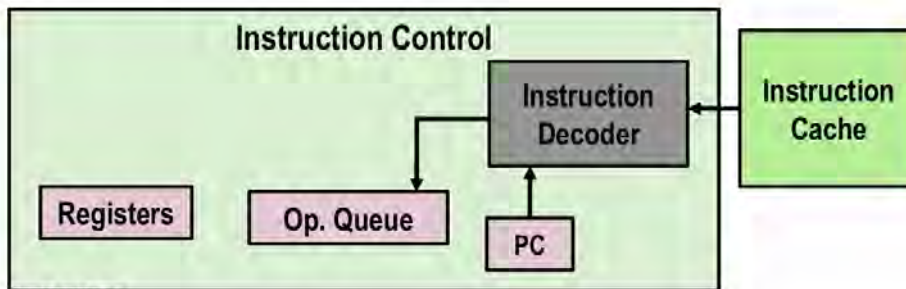 Instruction Control
Instruction
Decoder
Instruction
Cache
Registers
Op. Queue
PC